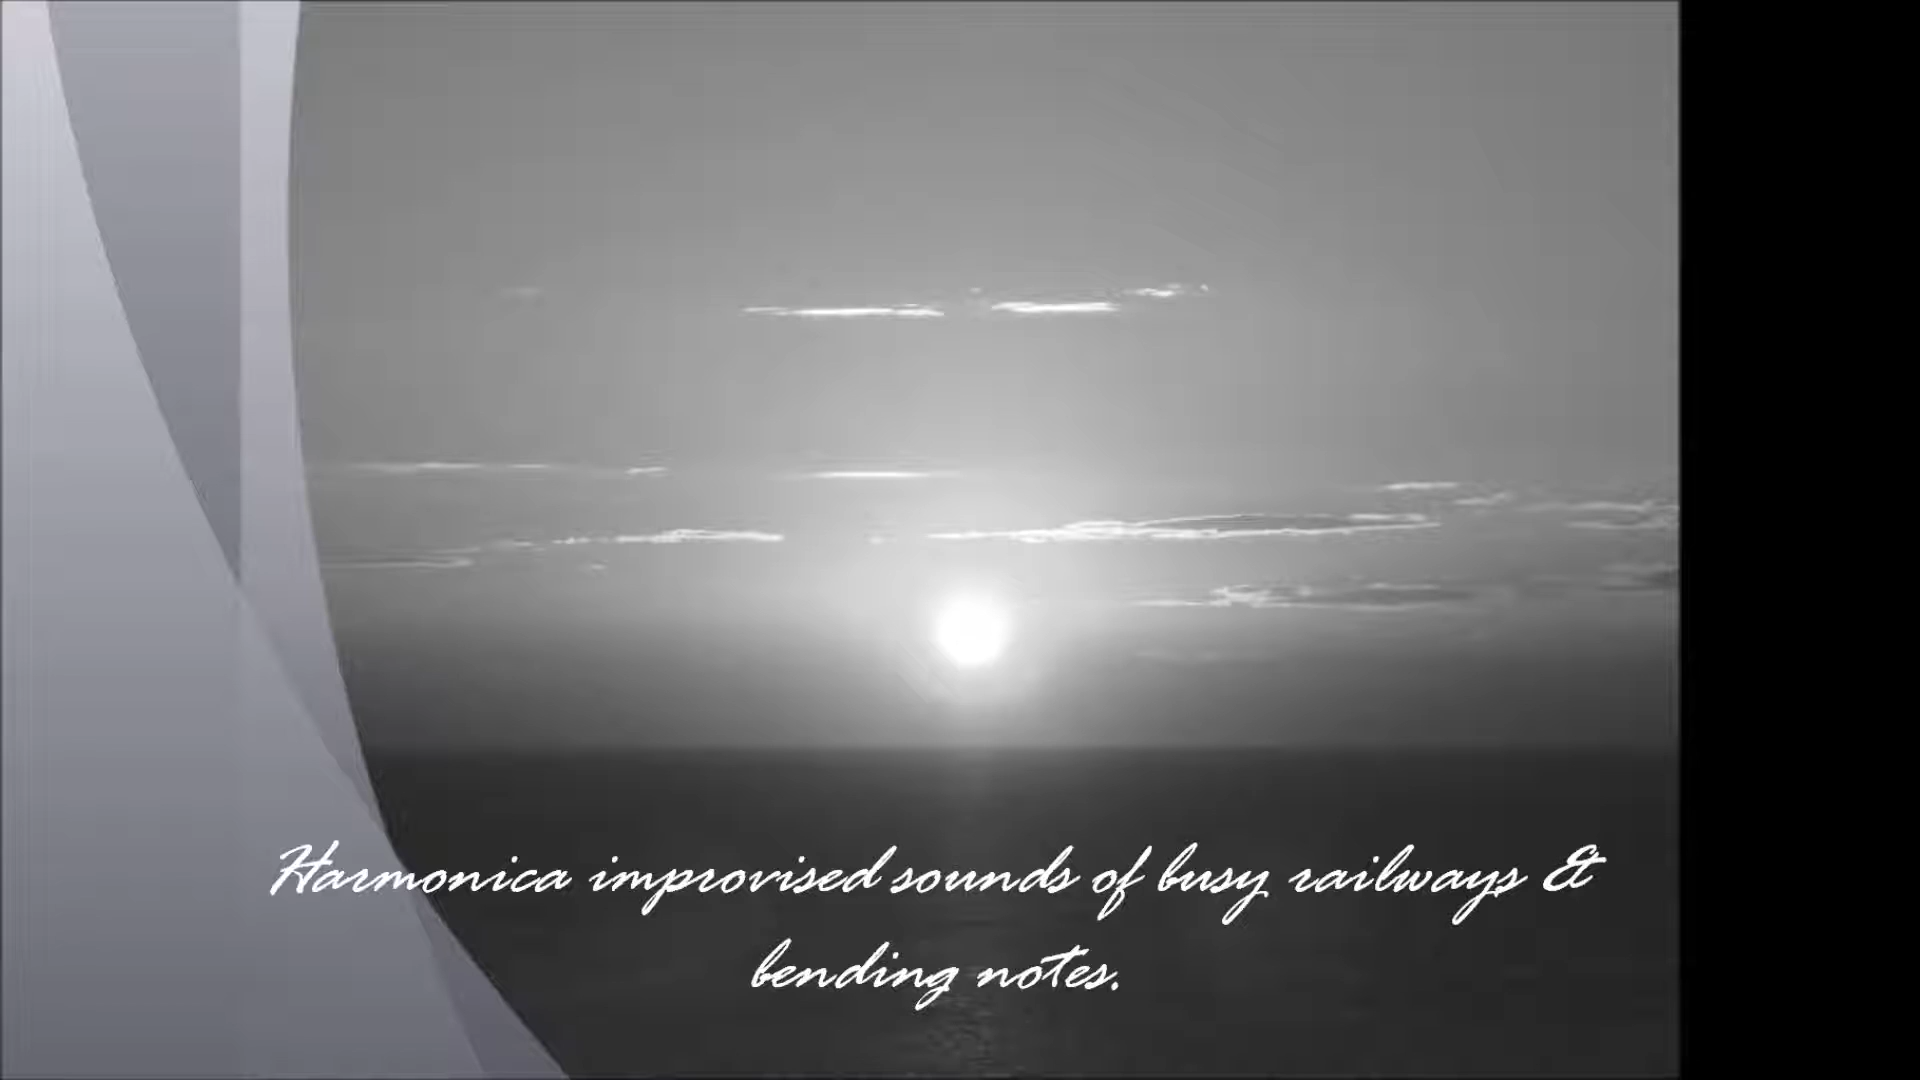 Harmonica improvised sounds of busy railways &
bending notes.